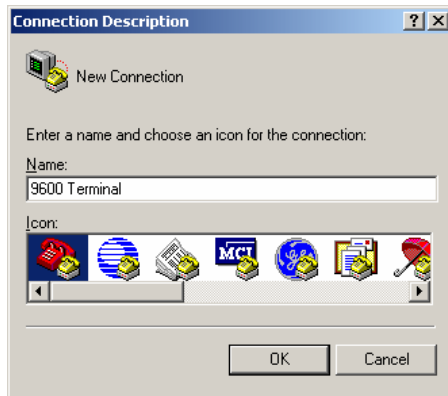 Connection Description
New Connection
Enter a name and choose an icon for the connection:
Name:
9600 Terminal
Icon:
MCI
OK
Cancel